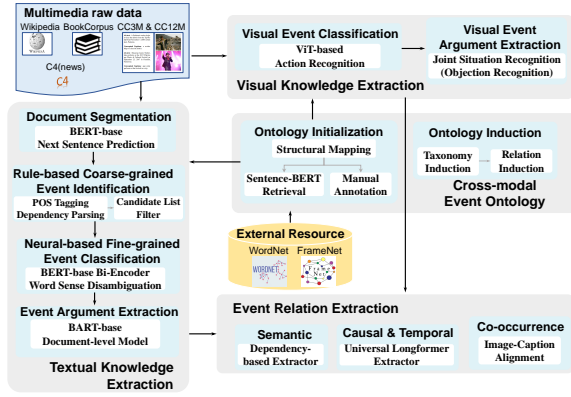 Multimedia raw data
Wikipedia BookCorpus CC3M & CC12M
C4(news)
C4
Visual Event Classification
ViT-based
Action Recognition
Visual Event
Argument Extraction
Joint Situation Recognition
(Objection Recognition)
Visual Knowledge Extraction
Document Segmentation
BERT-base
Next Sentence Prediction
Rule-based Coarse-grained
Event Identification
POS Tagging
Dependency Parsing
Candidate List
Filter
Neural-based Fine-grained
Event Classification
BERT-base Bi-Encoder
Word Sense Disambiguation
Event Argument Extraction
BART-base
Document-level Model
Textual Knowledge
Extraction
Ontology Initialization
Structural Mapping
Sentence-BERT
Retrieval
Manual
Annotation
Ontology Induction
Taxonomy
Induction
Relation
Induction
Cross-modal
Event Ontology
External Resource
WordNet FrameNet
WORDNET
Frame
Net
Event Relation Extraction
Semantic
Dependency-
based Extractor
Causal & Temporal
Universal Longformer
Extractor
Co-occurrence
Image-Caption
Alignment